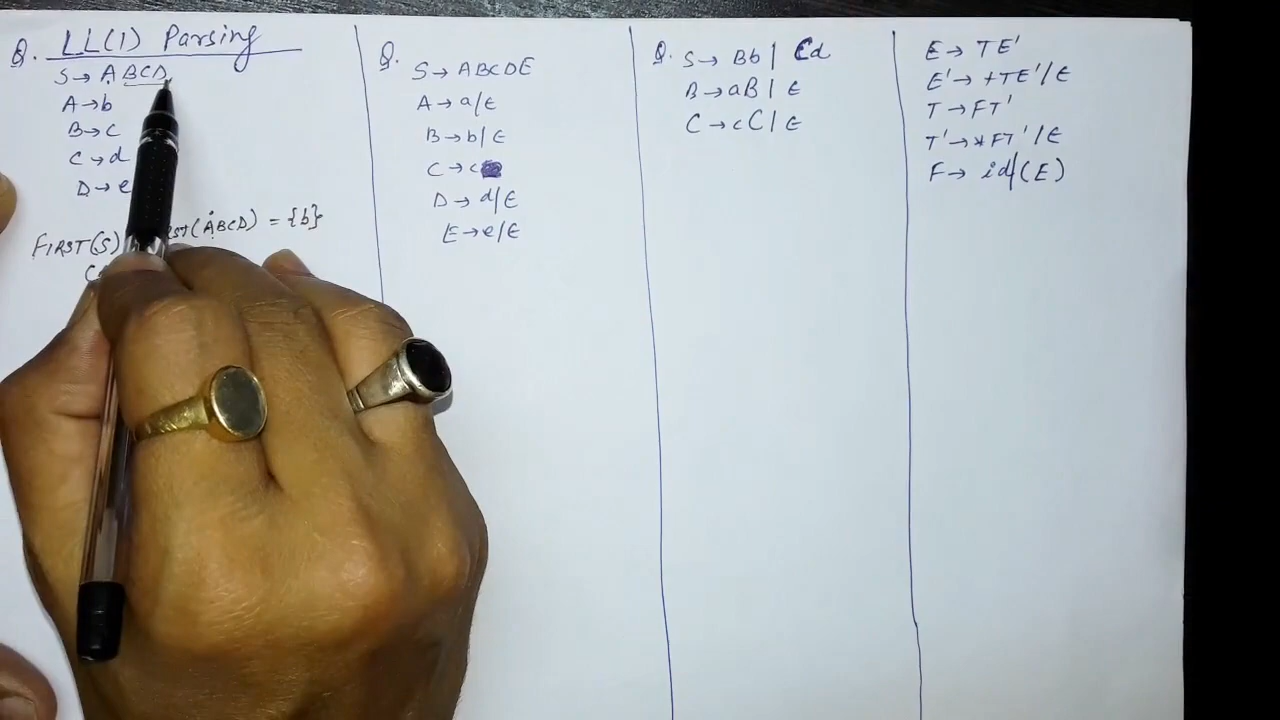 Q. LL(1) Parsing
S → ABCD
A → b
B → c
C → d
D → e
FIRST(S) (ABCD) = {b}
Q.
S → ABCDE
A → a/ε
B → b/ε
C → c
D → d/ε
E → e/ε
Q. S → Bb | Cd
B → aB | ε
C → cC | ε
E → TE'
E' → +TE'/ε
T → FT'
T' → *FT'/ε
F → id/(E)